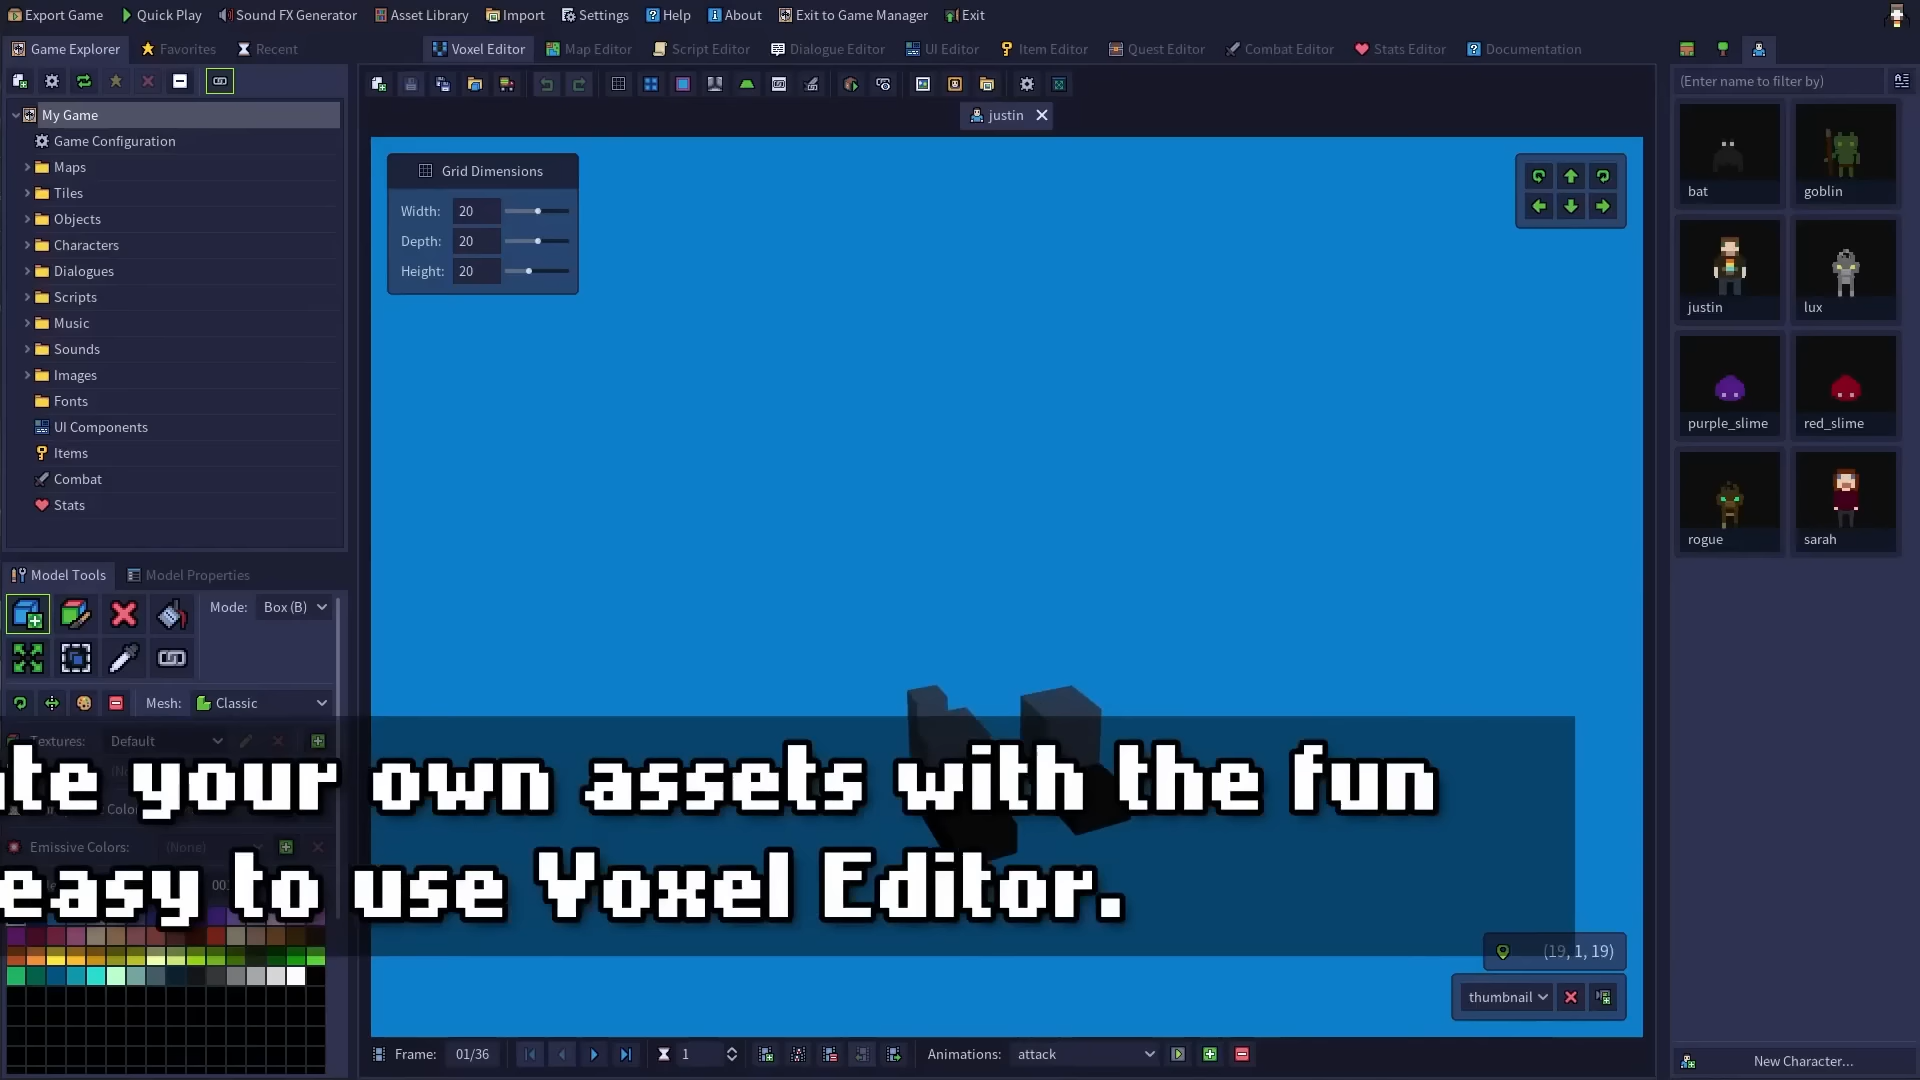 Export Game Quick Play Sound FX Generator Asset Library Import Settings Help About Exit to Game Manager Exit
Game Explorer Favorites Recent
Voxel Editor Map Editor Script Editor Dialogue Editor UI Editor Item Editor Quest Editor Combat Editor Stats Editor Documentation
(Enter name to filter by)
justin
My Game
Game Configuration
Maps
Tiles
Objects
Characters
Dialogues
Scripts
Music
Sounds
Images
Fonts
UI Components
Items
Combat
Stats
Grid Dimensions
Width: 20
Depth: 20
Height: 20
bat goblin
justin lux
purple_slime red_slime
rogue sarah
Model Tools Model Properties
Mode: Box (B)
Mesh: Classic
Textures: Default
ate your own assets with the fun
Emissive Colors: (None)
easy to use Voxel Editor.
(19, 1, 19)
thumbnail
Frame: 01/36 1 Animations: attack
New Character...